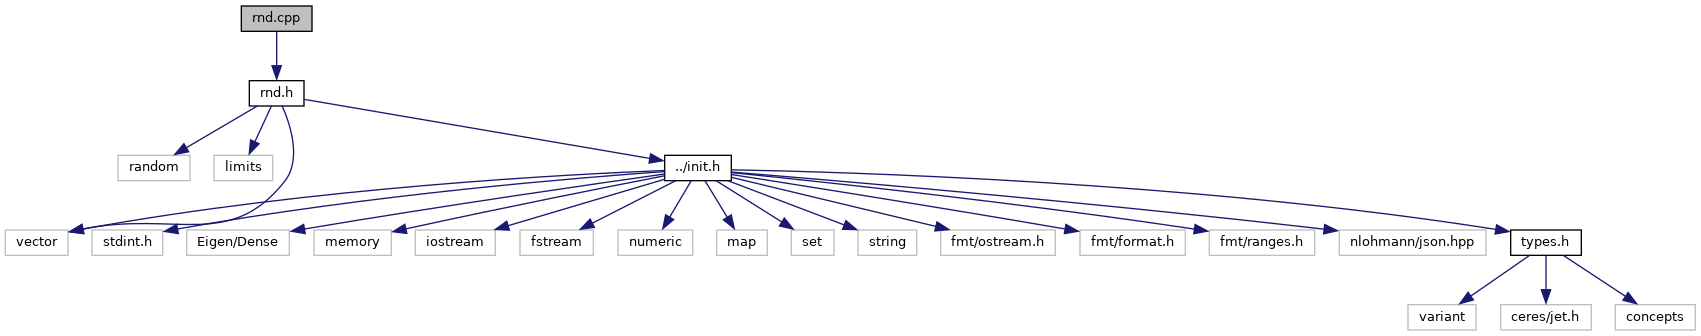 rnd.cpp
rnd.h
random
limits
../init.h
vector
stdint.h
Eigen/Dense
memory
iostream
fstream
numeric
map
set
string
fmt/ostream.h
fmt/format.h
fmt/ranges.h
nlohmann/json.hpp
types.h
variant
ceres/jet.h
concepts